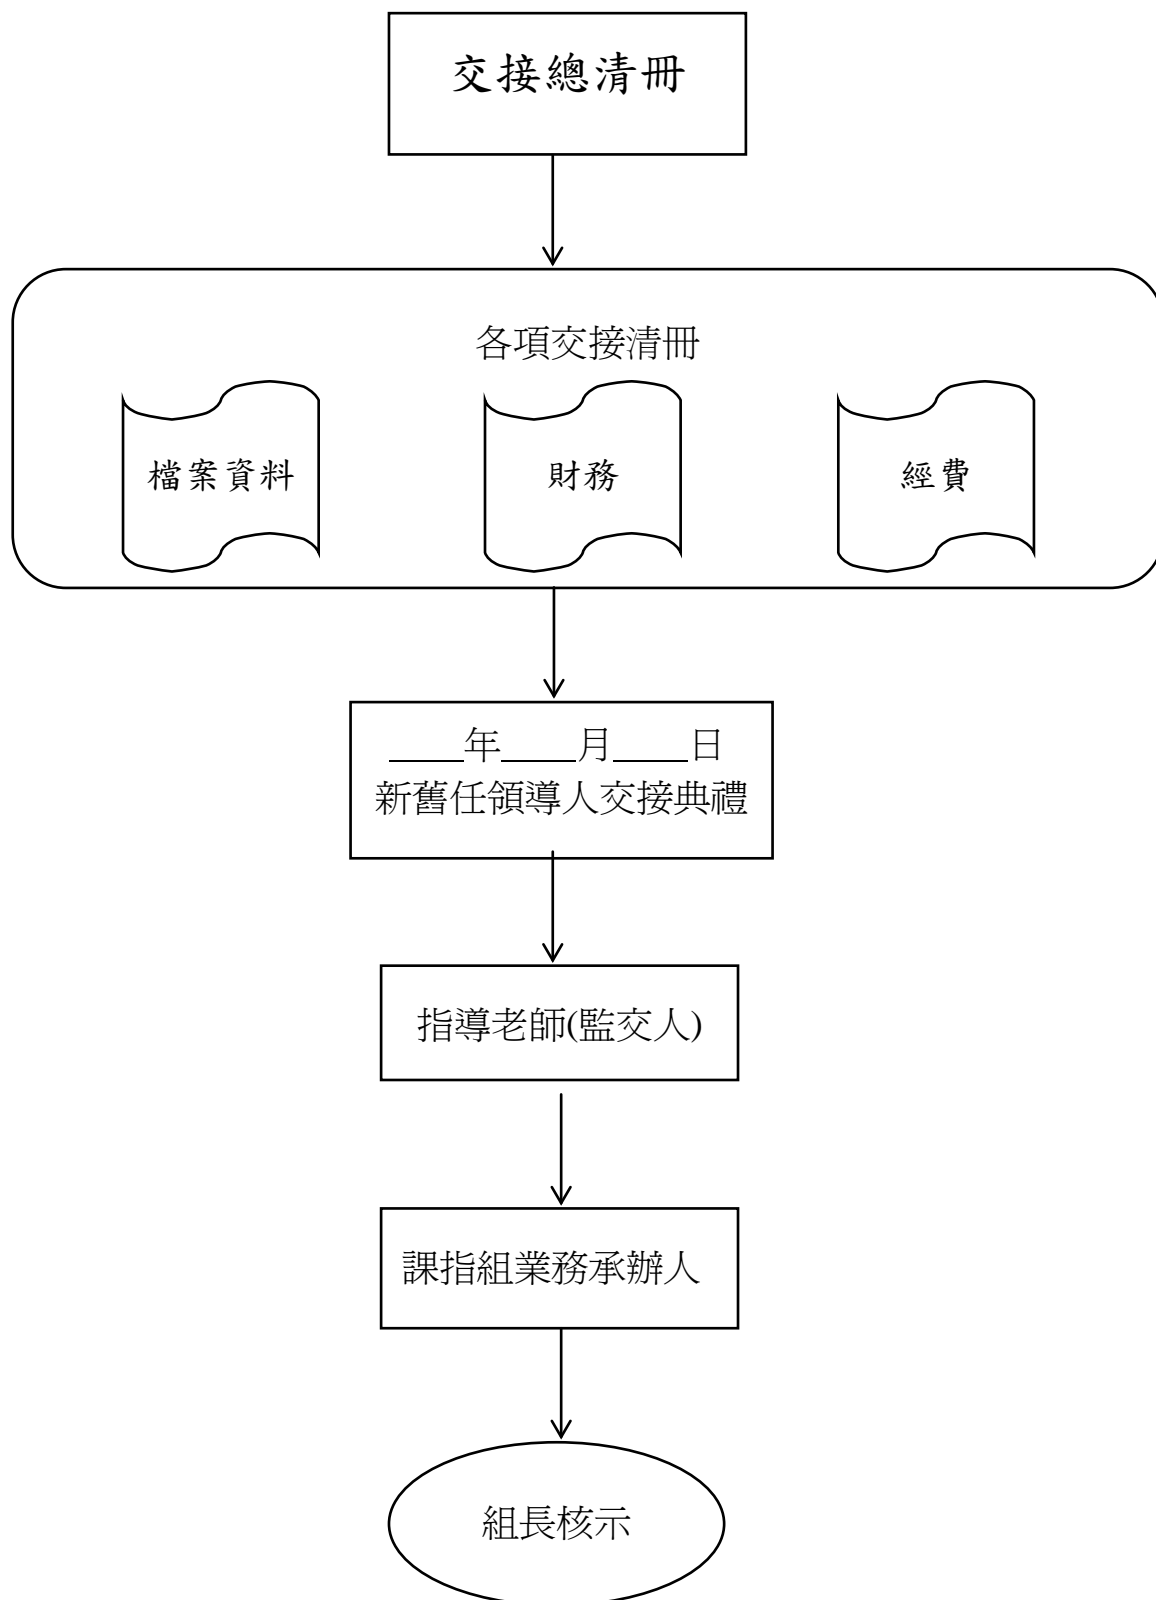 交接總清冊
各項交接清冊
檔案資料
財務
經費
____年____月____日
新舊任領導人交接典禮
指導老師(監交人)
課指組業務承辦人
組長核示